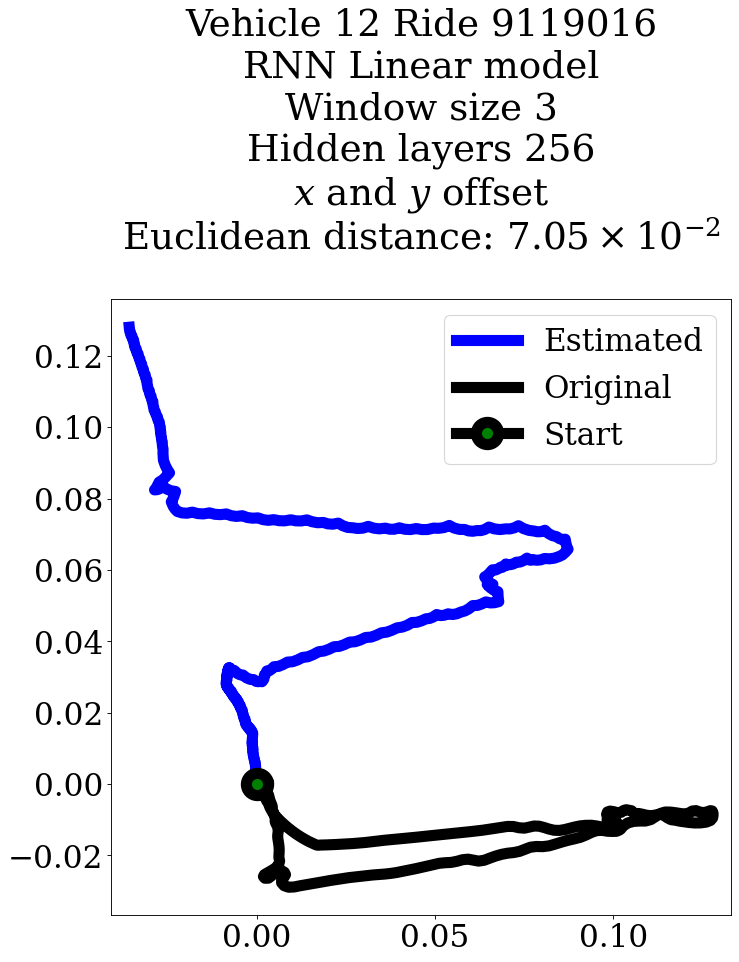 Vehicle 12 Ride 9119016
RNN Linear model
Window size 3
Hidden layers 256
x and y offset
Euclidean distance: 7.05 × 10⁻²
Estimated
Original
Start
0.12
0.10
0.08
0.06
0.04
0.02
0.00
−0.02
0.00 0.05 0.10